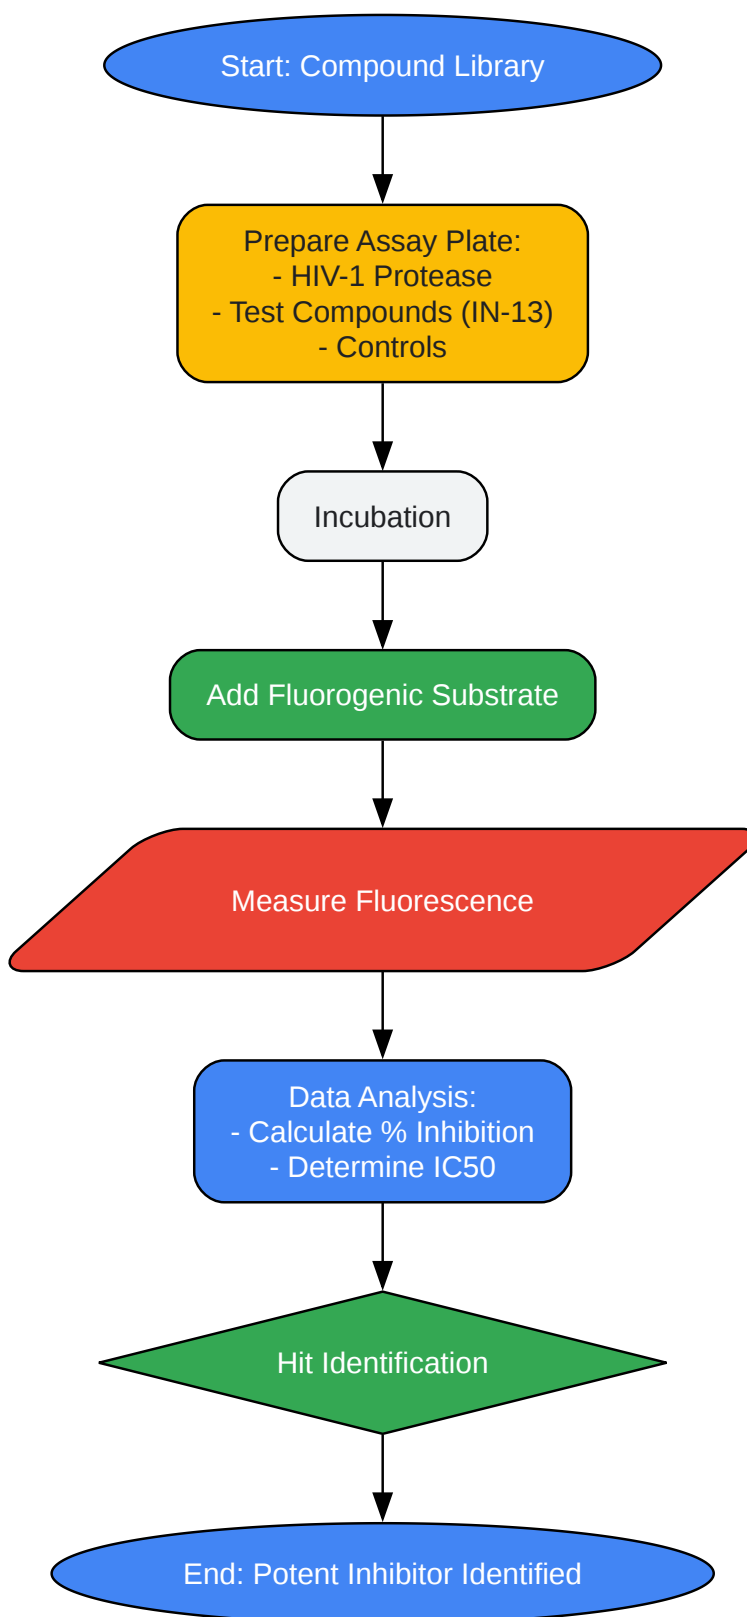 Start: Compound Library
Prepare Assay Plate:
- HIV-1 Protease
- Test Compounds (IN-13)
- Controls
Incubation
Add Fluorogenic Substrate
Measure Fluorescence
Data Analysis:
- Calculate % Inhibition
- Determine IC50
Hit Identification
End: Potent Inhibitor Identified